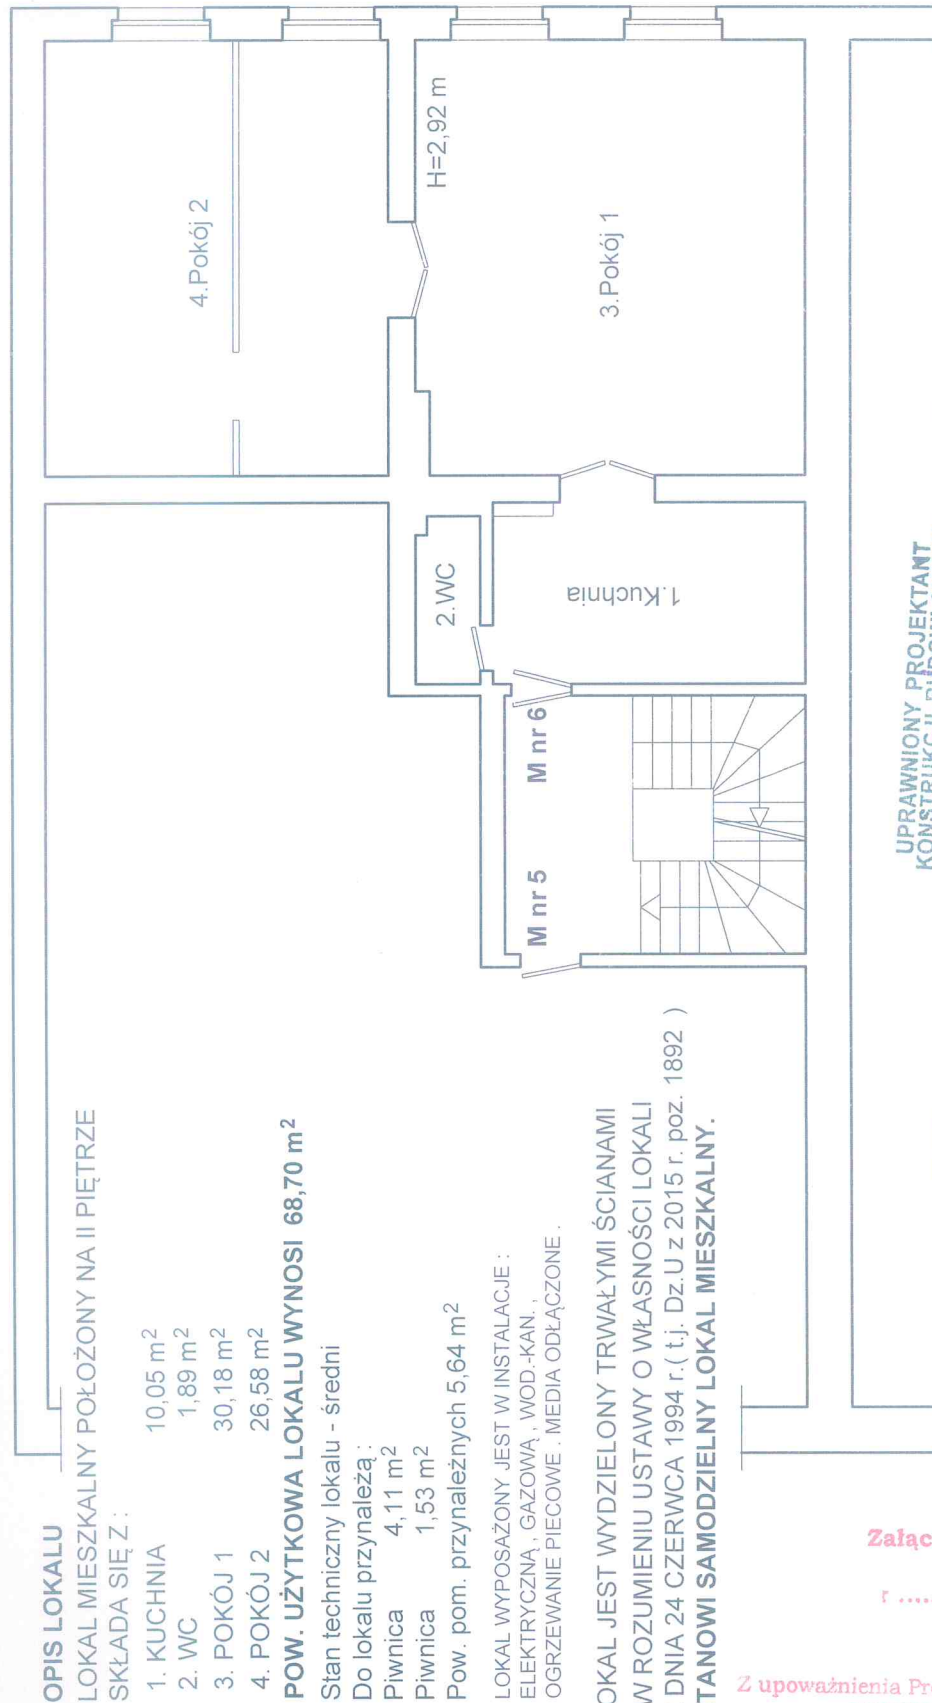 OPIS LOKALU
LOKAL MIESZKALNY POŁOŻONY NA II PIĘTRZE
SKŁADA SIĘ Z :
1. KUCHNIA 10,05 m²
2. WC 1,89 m²
3. POKÓJ 1 30,18 m²
4. POKÓJ 2 26,58 m²
POW. UŻYTKOWA LOKALU WYNOSI 68,70 m²
Stan techniczny lokalu - średni
Do lokalu przynależą :
Piwnica 4,11 m²
Piwnica 1,53 m²
Pow. pom. przynależnych 5,64 m²
LOKAL WYPOSAŻONY JEST W INSTALACJE :
ELEKTRYCZNĄ , GAZOWĄ , WOD.-KAN. ,
OGRZEWANIE PIECOWE . MEDIA ODŁĄCZONE .
OKAL JEST WYDZIELONY TRWAŁYMI ŚCIANAMI
W ROZUMIENIU USTAWY O WŁASNOŚCI LOKALI
DNIA 24 CZERWCA 1994 r.( t.j. Dz.U z 2015 r. poz. 1892 )
TANOWI SAMODZIELNY LOKAL MIESZKALNY.
4.Pokój 2
H=2,92 m
3.Pokój 1
2.WC
1.Kuchnia
M nr 5
M nr 6
UPRAWNIONY PROJEKTANT
Załąc
r .....
Z upoważnienia Pr